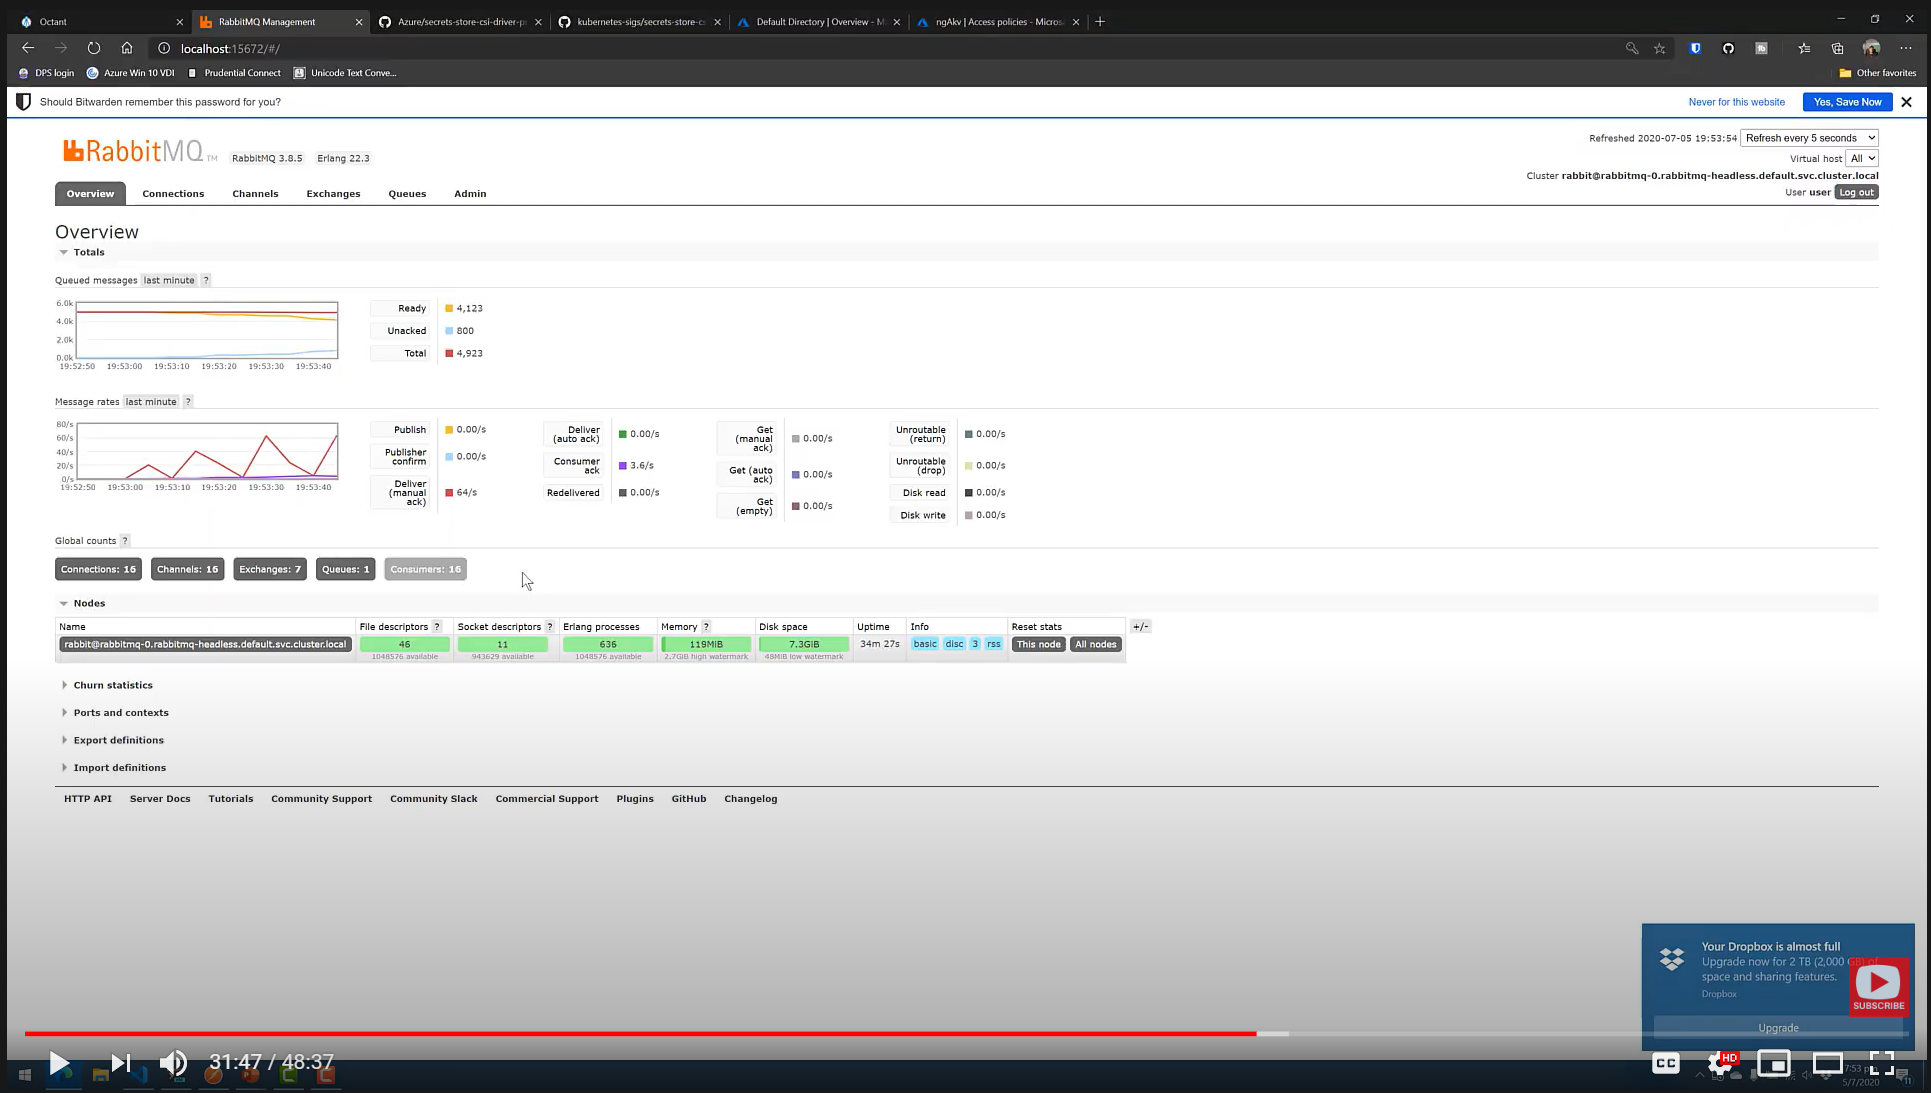 Octant
RabbitMQ Management
Azure/secrets-store-csi-driver-pr
kubernetes-sigs/secrets-store-cs
Default Directory | Overview - M
ngAkv | Access policies - Micros
localhost:15672/#/
DPS login
Azure Win 10 VDI
Prudential Connect
Unicode Text Conve...
Other favorites
Should Bitwarden remember this password for you?
Never for this website
Yes, Save Now
RabbitMQ TM
RabbitMQ 3.8.5
Erlang 22.3
Refreshed 2020-07-05 19:53:54
Refresh every 5 seconds
Virtual host All
Cluster rabbit@rabbitmq-0.rabbitmq-headless.default.svc.cluster.local
User user Log out
Overview Connections Channels Exchanges Queues Admin
Overview
Totals
Queued messages last minute ?
6.0k
4.0k
2.0k
0.0k
19:52:50 19:53:00 19:53:10 19:53:20 19:53:30 19:53:40
Ready 4,123
Unacked 800
Total 4,923
Message rates last minute ?
80/s
60/s
40/s
20/s
0/s
19:52:50 19:53:00 19:53:10 19:53:20 19:53:30 19:53:40
Publish 0.00/s
Publisher confirm 0.00/s
Deliver (manual ack) 64/s
Deliver (auto ack) 0.00/s
Consumer ack 3.6/s
Redelivered 0.00/s
Get (manual ack) 0.00/s
Get (auto ack) 0.00/s
Get (empty) 0.00/s
Unroutable (return) 0.00/s
Unroutable (drop) 0.00/s
Disk read 0.00/s
Disk write 0.00/s
Global counts ?
Connections: 16 Channels: 16 Exchanges: 7 Queues: 1 Consumers: 16
Nodes
Name File descriptors ? Socket descriptors ? Erlang processes Memory ? Disk space Uptime Info Reset stats +/-
rabbit@rabbitmq-0.rabbitmq-headless.default.svc.cluster.local 46 11 636 119MiB 7.3GiB 34m 27s basic disc 3 rss This node All nodes
1048576 available 943629 available 1048576 available 2.7GiB high watermark 48MiB low watermark
Churn statistics
Ports and contexts
Export definitions
Import definitions
HTTP API Server Docs Tutorials Community Support Community Slack Commercial Support Plugins GitHub Changelog
Your Dropbox is almost full
Upgrade now for 2 TB (2,000 GB) of
space and sharing features.
Dropbox
SUBSCRIBE
Upgrade
31:47 / 48:37
CC
HD
5/7/2020